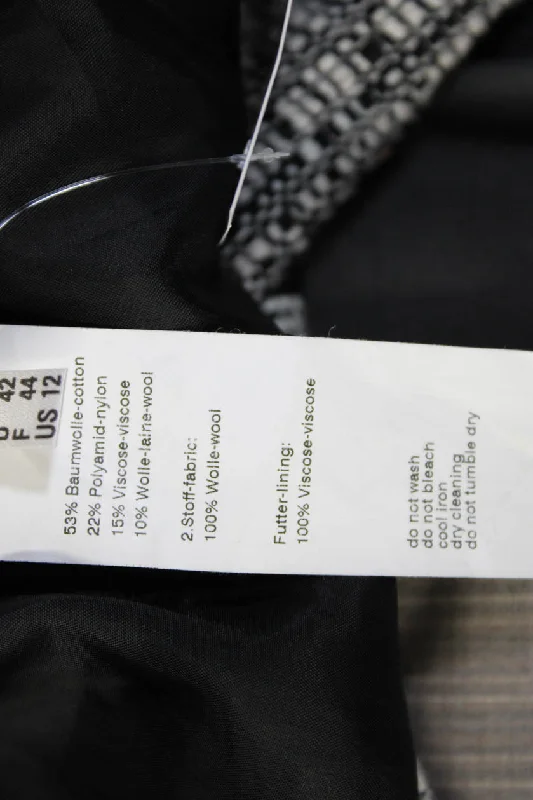 D 42
F 44
US 12
53% Baumwolle-cotton
22% Polyamid-nylon
15% Viscose-viscose
10% Wolle-laine-wool
2.Stoff-fabric:
100% Wolle-wool
Futter-lining:
100% Viscose-viscose
do not wash
do not bleach
cool iron
dry cleaning
do not tumble dry